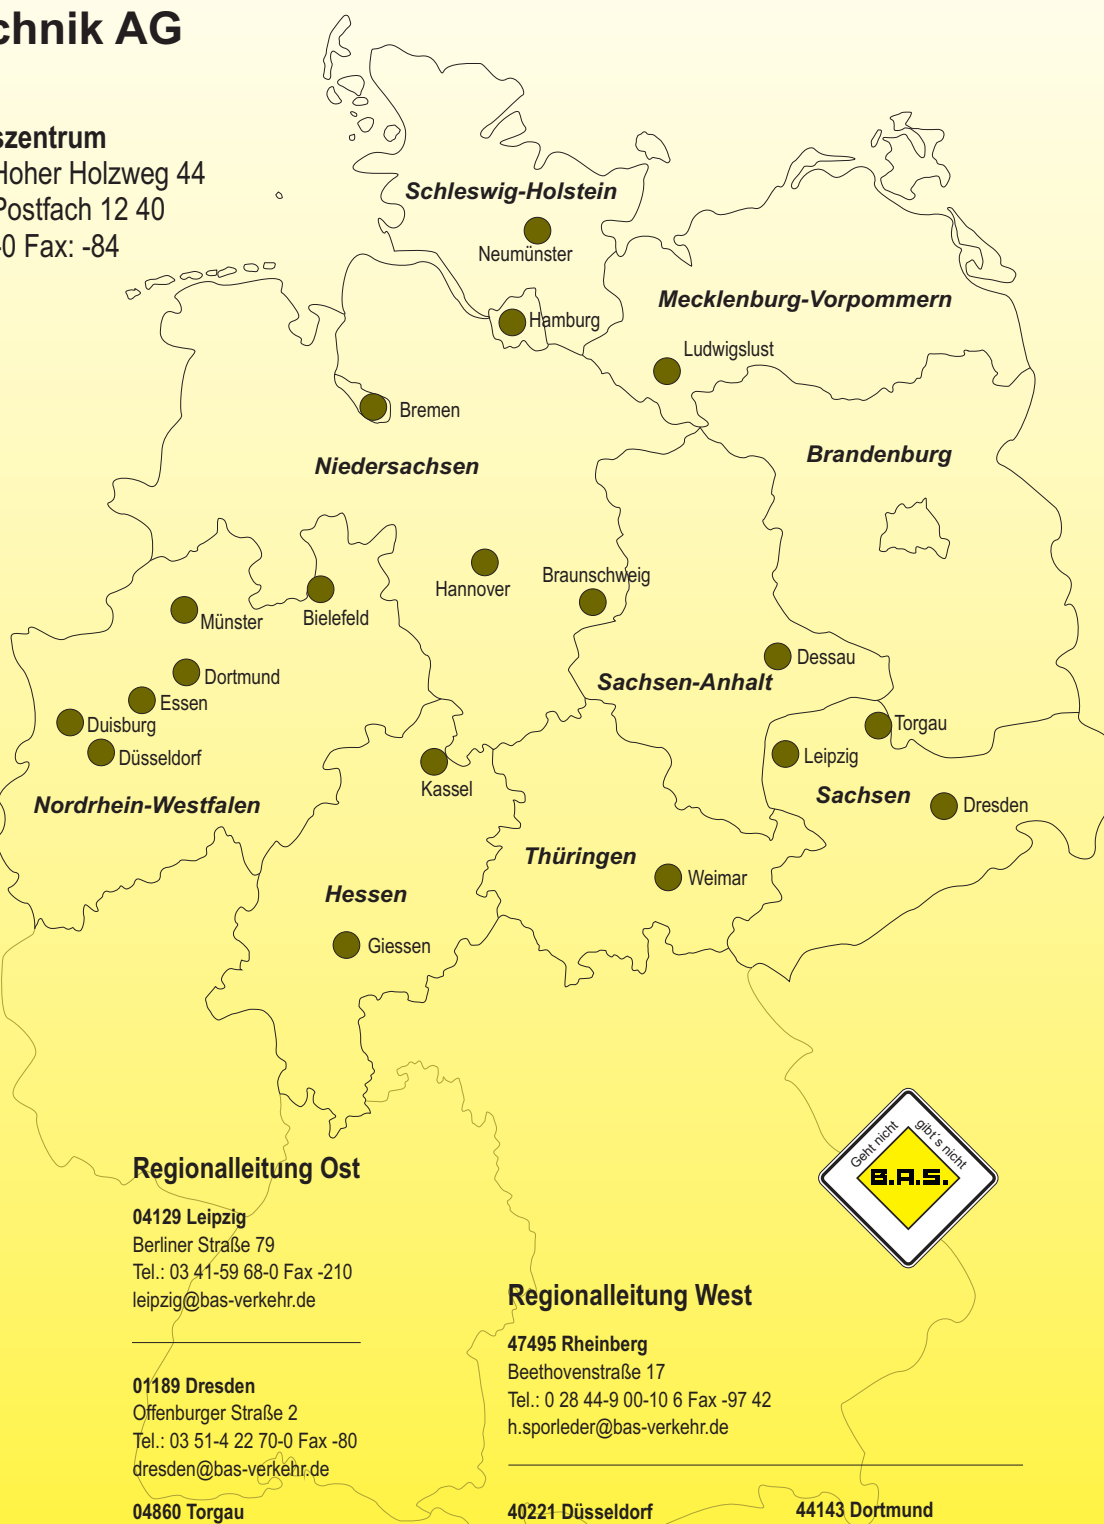 chnik AG
szentrum
Hoher Holzweg 44
Postfach 12 40
-0 Fax: -84
Schleswig-Holstein
Neumünster
Mecklenburg-Vorpommern
Hamburg
Ludwigslust
Bremen
Brandenburg
Niedersachsen
Hannover
Braunschweig
Bielefeld
Münster
Dessau
Dortmund
Sachsen-Anhalt
Essen
Duisburg
Torgau
Düsseldorf
Leipzig
Kassel
Sachsen
Nordrhein-Westfalen
Dresden
Thüringen
Weimar
Hessen
Giessen
Geht nicht
gibt´s nicht
B.A.S.
Regionalleitung Ost
04129 Leipzig
Berliner Straße 79
Tel.: 03 41-59 68-0 Fax -210
leipzig@bas-verkehr.de
01189 Dresden
Offenburger Straße 2
Tel.: 03 51-4 22 70-0 Fax -80
dresden@bas-verkehr.de
04860 Torgau
Regionalleitung West
47495 Rheinberg
Beethovenstraße 17
Tel.: 0 28 44-9 00-10 6 Fax -97 42
h.sporleder@bas-verkehr.de
40221 Düsseldorf
44143 Dortmund